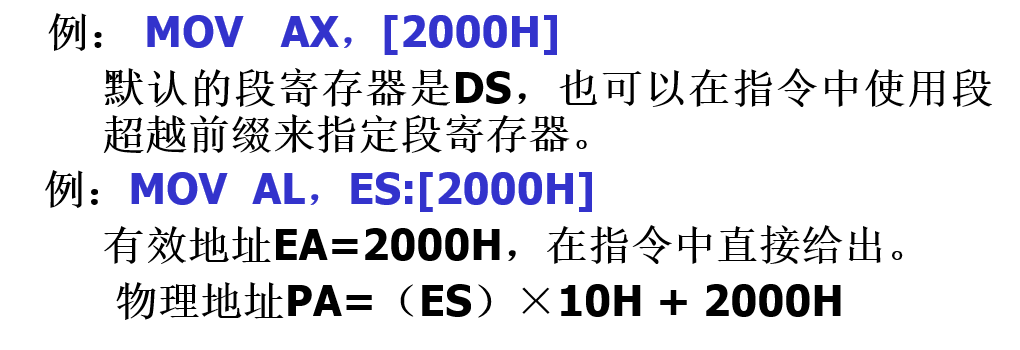 例： MOV AX，[2000H]
默认的段寄存器是DS，也可以在指令中使用段
超越前缀来指定段寄存器。
例：MOV AL，ES:[2000H]
有效地址EA=2000H，在指令中直接给出。
物理地址PA=（ES）×10H + 2000H